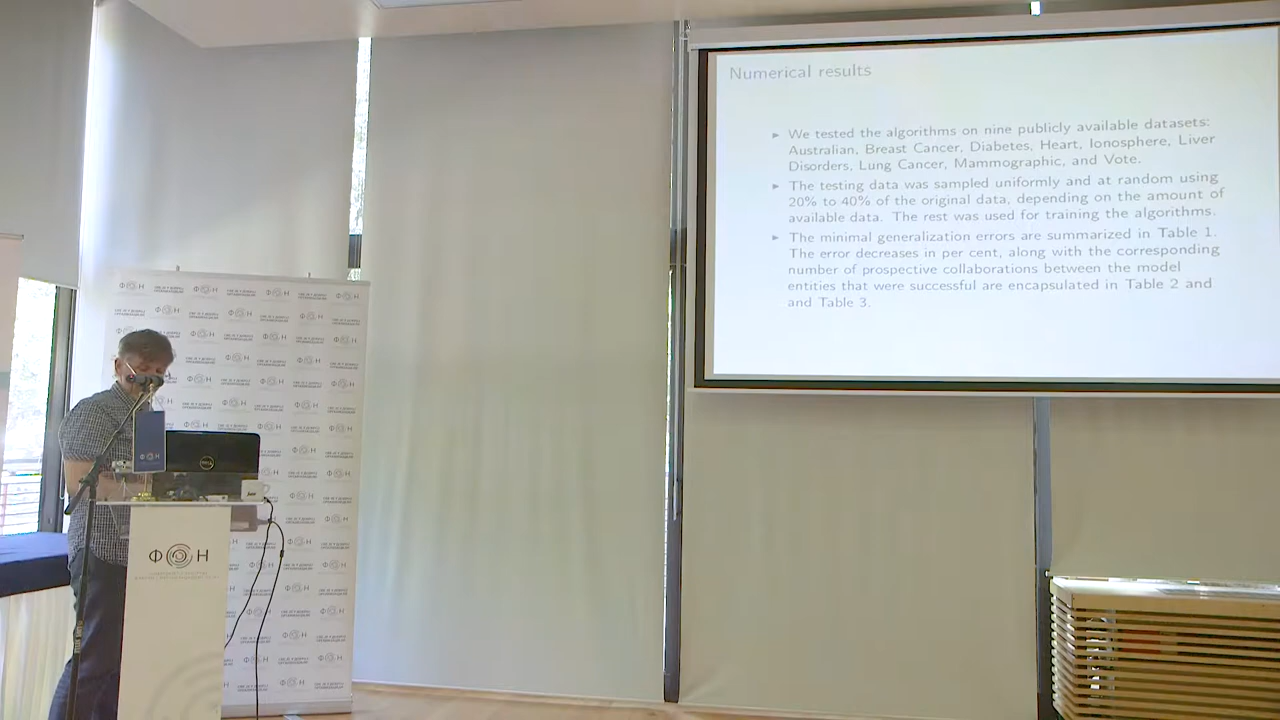 Numerical results
We tested the algorithms on nine publicly available datasets:
Australian, Breast Cancer, Diabetes, Heart, Ionosphere, Liver
Disorders, Lung Cancer, Mammographic, and Vote.
The testing data was sampled uniformly and at random using
20% to 40% of the original data, depending on the amount of
available data. The rest was used for training the algorithms.
The minimal generalization errors are summarized in Table 1.
The error decreases in per cent, along with the corresponding
number of prospective collaborations between the model
entities that were successful are encapsulated in Table 2 and
and Table 3.
DELL
ФОН